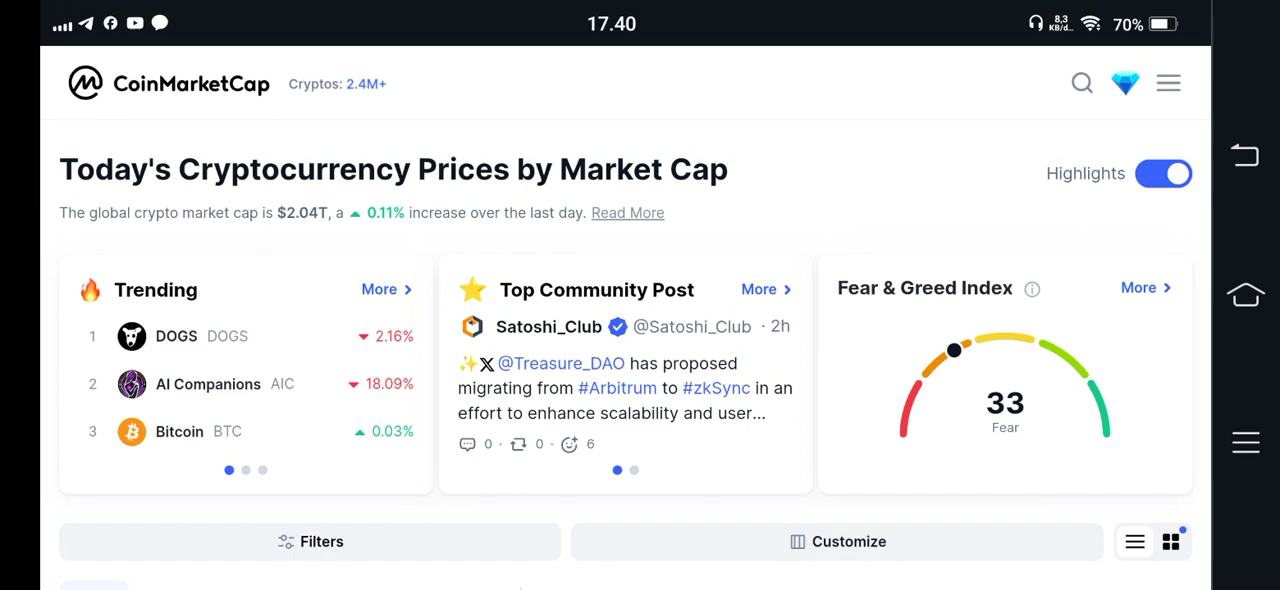 17.40
8,3
KB/d...
70%
CoinMarketCap
Cryptos: 2.4M+
Today's Cryptocurrency Prices by Market Cap
Highlights
The global crypto market cap is $2.04T, a ▲ 0.11% increase over the last day. Read More
Trending
More >
1 DOGS DOGS ▼ 2.16%
2 AI Companions AIC ▼ 18.09%
3 Bitcoin BTC ▲ 0.03%
Top Community Post
More >
Satoshi_Club @Satoshi_Club · 2h
✨𝕏 @Treasure_DAO has proposed
migrating from #Arbitrum to #zkSync in an
effort to enhance scalability and user...
0 · 0 · 6
Fear & Greed Index
More >
33
Fear
Filters
Customize